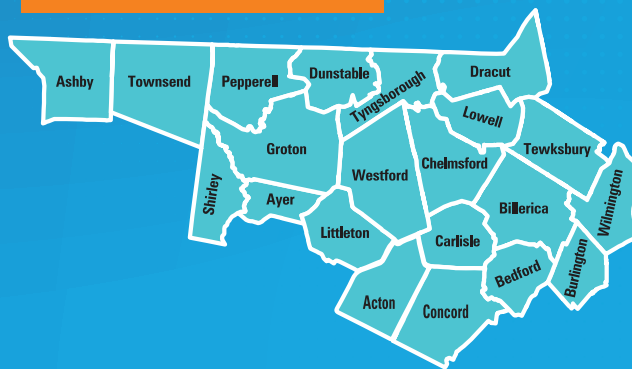 Ashby
Townsend
Pepperell
Dunstable
Tyngsborough
Dracut
Lowell
Tewksbury
Groton
Chelmsford
Westford
Shirley
Ayer
Billerica
Wilmington
Littleton
Carlisle
Bedford
Burlington
Acton
Concord